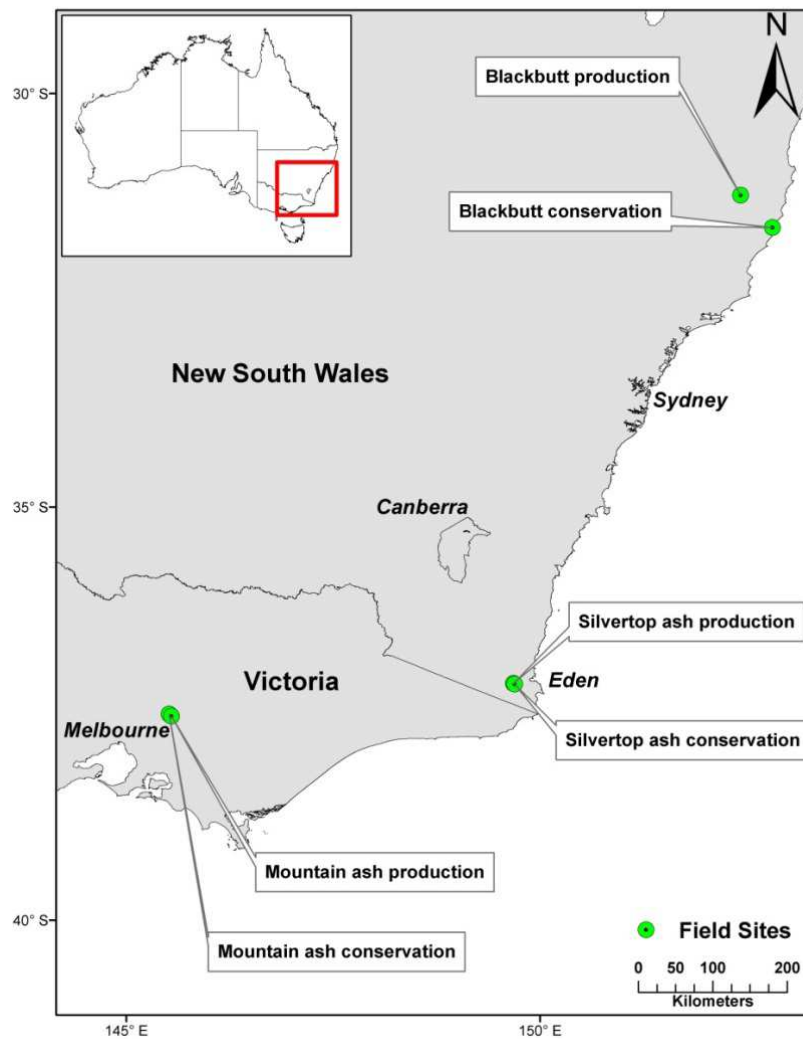 N
Blackbutt production
30° S
Blackbutt conservation
New South Wales
Sydney
35° S
Canberra
Silvertop ash production
Victoria
Eden
Melbourne
Silvertop ash conservation
Mountain ash production
40° S
Field Sites
Mountain ash conservation
0 50 100 200
Kilometers
145° E
150° E